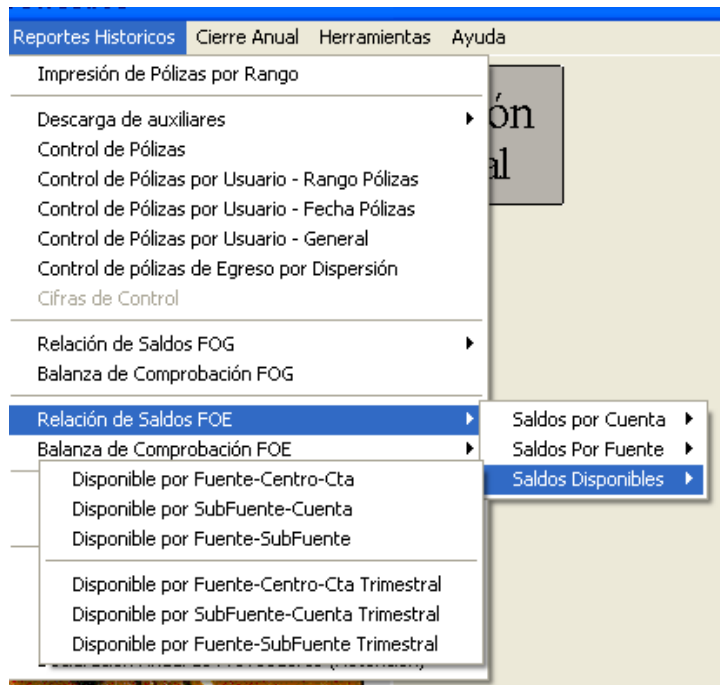 Reportes Historicos Cierre Anual Herramientas Ayuda
Impresión de Pólizas por Rango
Descarga de auxiliares
Control de Pólizas
Control de Pólizas por Usuario - Rango Pólizas
Control de Pólizas por Usuario - Fecha Pólizas
Control de Pólizas por Usuario - General
Control de pólizas de Egreso por Dispersión
Cifras de Control
Relación de Saldos FOG
Balanza de Comprobación FOG
Relación de Saldos FOE
Balanza de Comprobación FOE
Saldos por Cuenta
Saldos Por Fuente
Saldos Disponibles
Disponible por Fuente-Centro-Cta
Disponible por SubFuente-Cuenta
Disponible por Fuente-SubFuente
Disponible por Fuente-Centro-Cta Trimestral
Disponible por SubFuente-Cuenta Trimestral
Disponible por Fuente-SubFuente Trimestral
ón
al